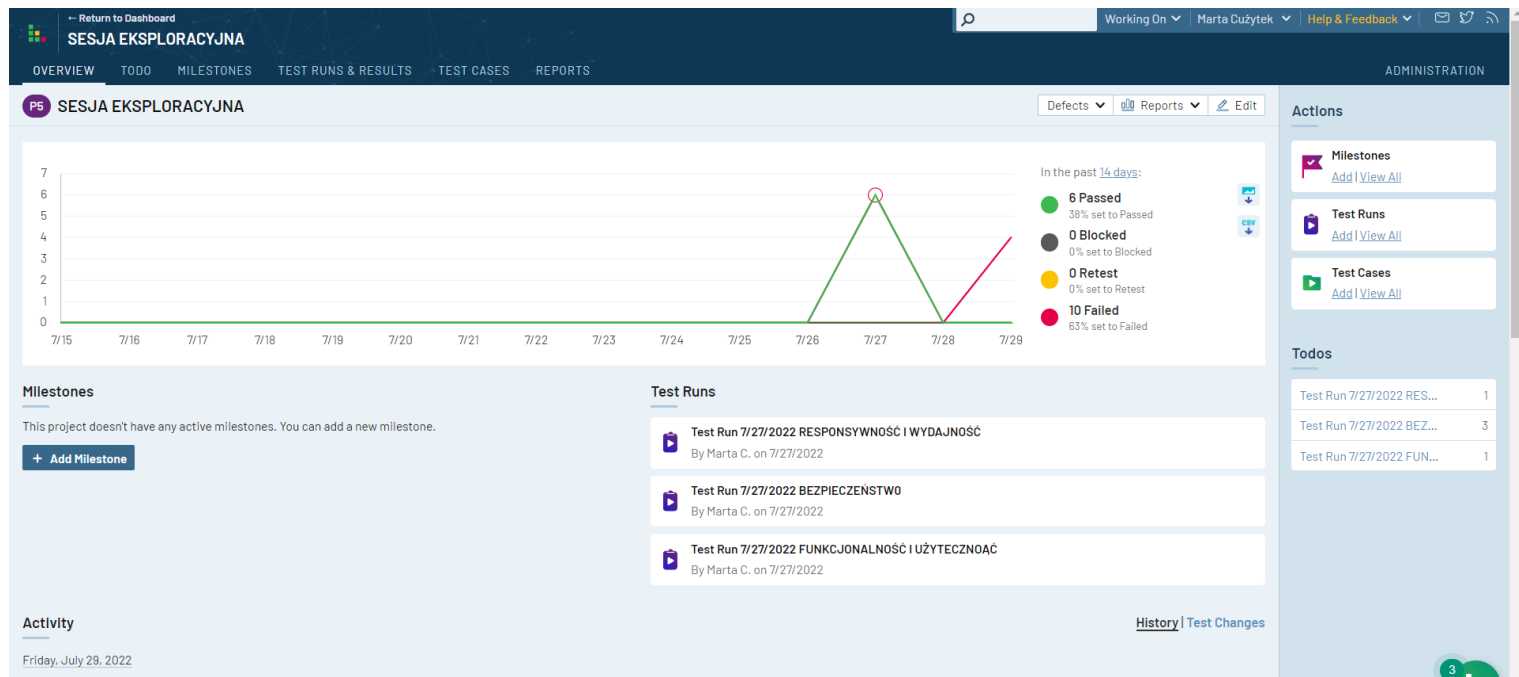 ← Return to Dashboard
SESJA EKSPLORACYJNA
Working On
Marta Cużytek
Help & Feedback
OVERVIEW TODO MILESTONES TEST RUNS & RESULTS TEST CASES REPORTS ADMINISTRATION
P5 SESJA EKSPLORACYJNA
Defects Reports Edit
7
6
5
4
3
2
1
0
7/15 7/16 7/17 7/18 7/19 7/20 7/21 7/22 7/23 7/24 7/25 7/26 7/27 7/28 7/29
In the past 14 days:
6 Passed
38% set to Passed
0 Blocked
0% set to Blocked
0 Retest
0% set to Retest
10 Failed
63% set to Failed
CSV
Milestones
This project doesn't have any active milestones. You can add a new milestone.
+ Add Milestone
Test Runs
Test Run 7/27/2022 RESPONSYWNOŚĆ I WYDAJNOŚĆ
By Marta C. on 7/27/2022
Test Run 7/27/2022 BEZPIECZEŃSTW0
By Marta C. on 7/27/2022
Test Run 7/27/2022 FUNKCJONALNOŚĆ I UŻYTECZNOĄĆ
By Marta C. on 7/27/2022
Activity
History | Test Changes
Friday, July 29, 2022
Actions
Milestones
Add | View All
Test Runs
Add | View All
Test Cases
Add | View All
Todos
Test Run 7/27/2022 RES... 1
Test Run 7/27/2022 BEZ... 3
Test Run 7/27/2022 FUN... 1
3